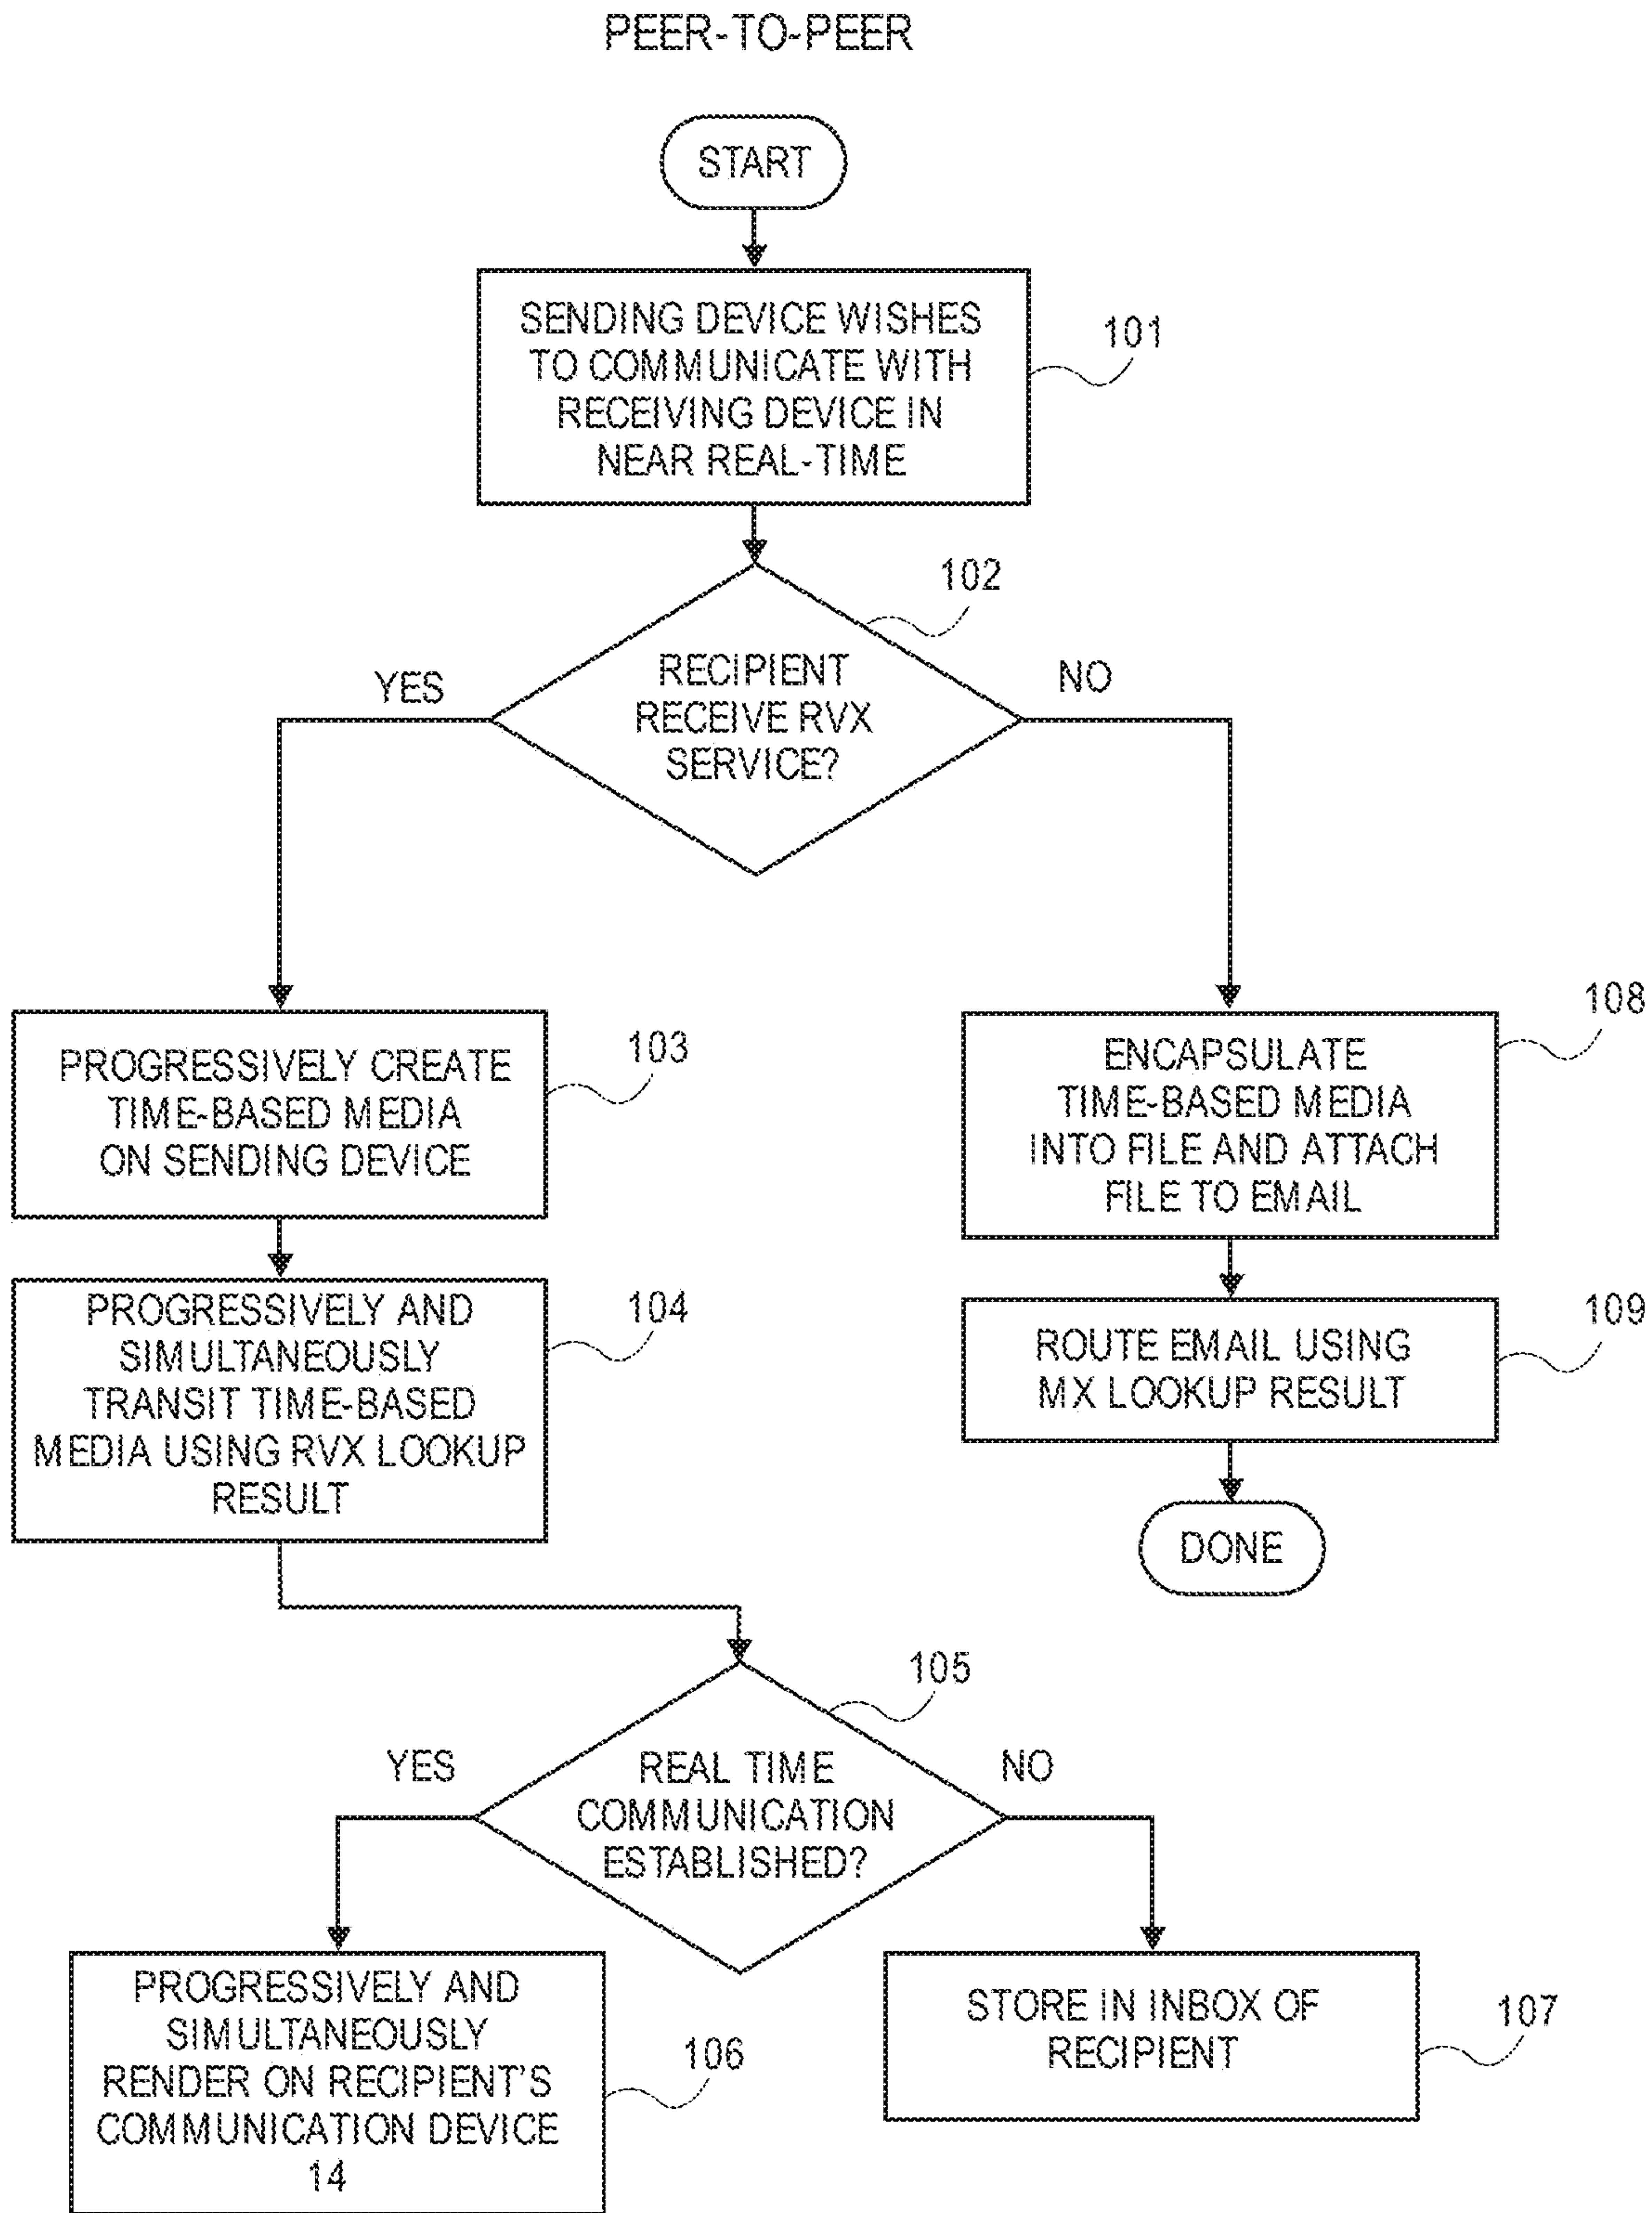 PEER-TO-PEER
START
SENDING DEVICE WISHES
TO COMMUNICATE WITH
RECEIVING DEVICE IN
NEAR REAL-TIME
101
102
RECIPIENT
RECEIVE RVX
SERVICE?
YES
NO
PROGRESSIVELY CREATE
TIME-BASED MEDIA
ON SENDING DEVICE
103
PROGRESSIVELY AND
SIMULTANEOUSLY
TRANSIT TIME-BASED
MEDIA USING RVX LOOKUP
RESULT
104
ENCAPSULATE
TIME-BASED MEDIA
INTO FILE AND ATTACH
FILE TO EMAIL
108
ROUTE EMAIL USING
MX LOOKUP RESULT
109
DONE
105
REAL TIME
COMMUNICATION
ESTABLISHED?
YES
NO
PROGRESSIVELY AND
SIMULTANEOUSLY
RENDER ON RECIPIENT'S
COMMUNICATION DEVICE
14
106
STORE IN INBOX OF
RECIPIENT
107